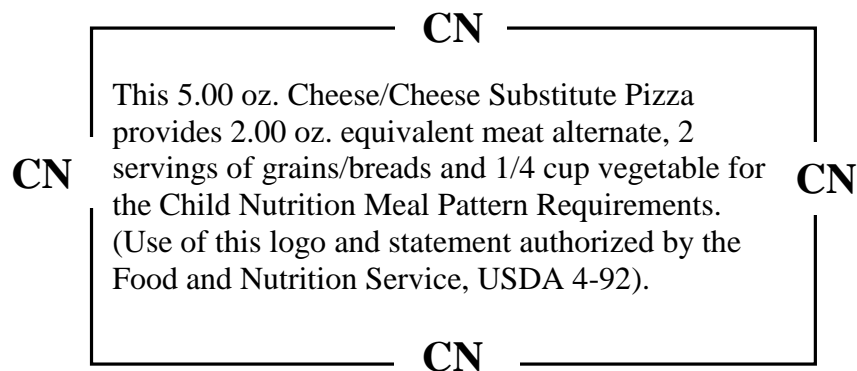 CN
This 5.00 oz. Cheese/Cheese Substitute Pizza
provides 2.00 oz. equivalent meat alternate, 2
CN servings of grains/breads and 1/4 cup vegetable for CN
the Child Nutrition Meal Pattern Requirements.
(Use of this logo and statement authorized by the
Food and Nutrition Service, USDA 4-92).
CN